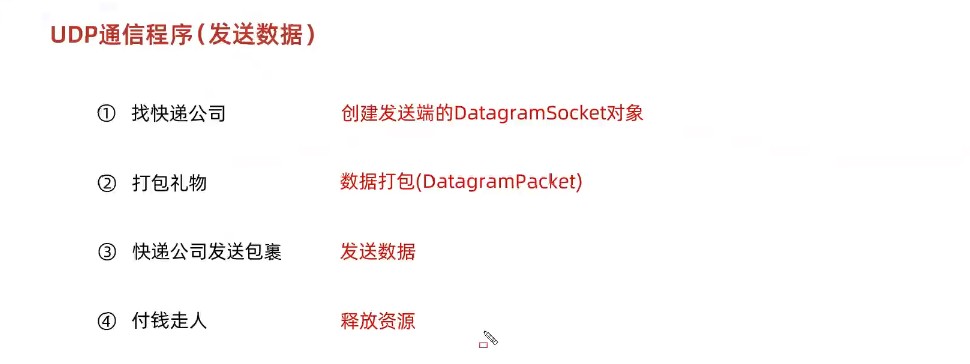 UDP通信程序(发送数据)
① 找快递公司 创建发送端的DatagramSocket对象
② 打包礼物 数据打包(DatagramPacket)
③ 快递公司发送包裹 发送数据
④ 付钱走人 释放资源